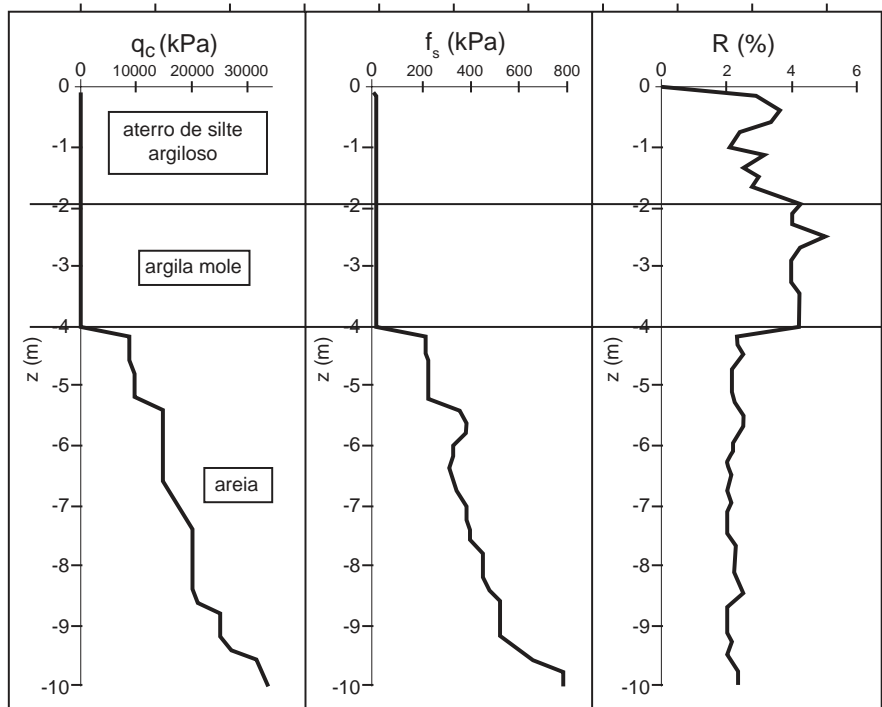 qc (kPa)
0 10000 20000 30000
fs (kPa)
0 200 400 600 800
R (%)
0 2 4 6
0
-1
-2
-3
-4
-5
-6
-7
-8
-9
-10
z (m)
aterro de silte
argiloso
argila mole
areia
0
-1
-2
-3
-4
-5
-6
-7
-8
-9
-10
z (m)
0
-1
-2
-3
-4
-5
-6
-7
-8
-9
-10
z (m)